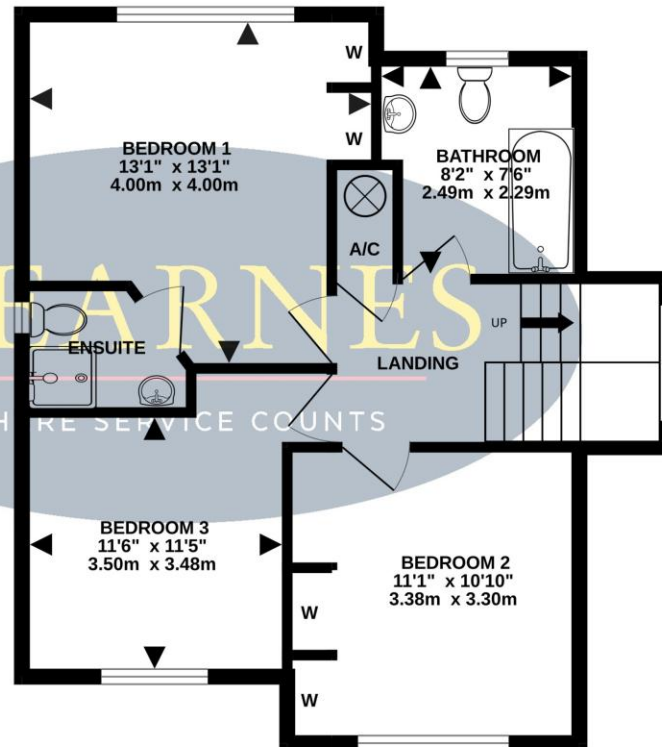 W
BEDROOM 1
13'1" x 13'1"
4.00m x 4.00m
W
BATHROOM
8'2" x 7'6"
2.49m x 2.29m
A/C
EARNES
ENSUITE
UP
LANDING
SERVICE COUNTS
BEDROOM 3
11'6" x 11'5"
3.50m x 3.48m
BEDROOM 2
11'1" x 10'10"
3.38m x 3.30m
W
W